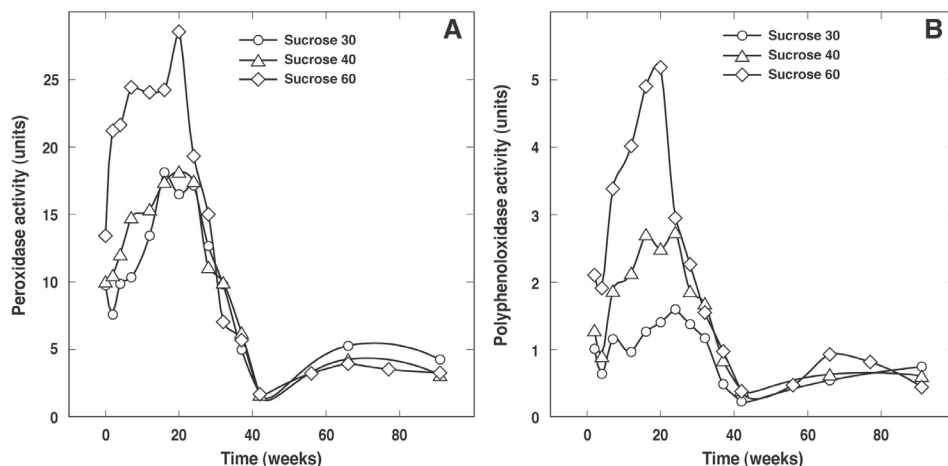 A
Sucrose 30
Sucrose 40
Sucrose 60
Peroxidase activity (units)
25
20
15
10
5
0
0 20 40 60 80
Time (weeks)
B
Sucrose 30
Sucrose 40
Sucrose 60
Polyphenoloxidase activity (units)
5
4
3
2
1
0
0 20 40 60 80
Time (weeks)